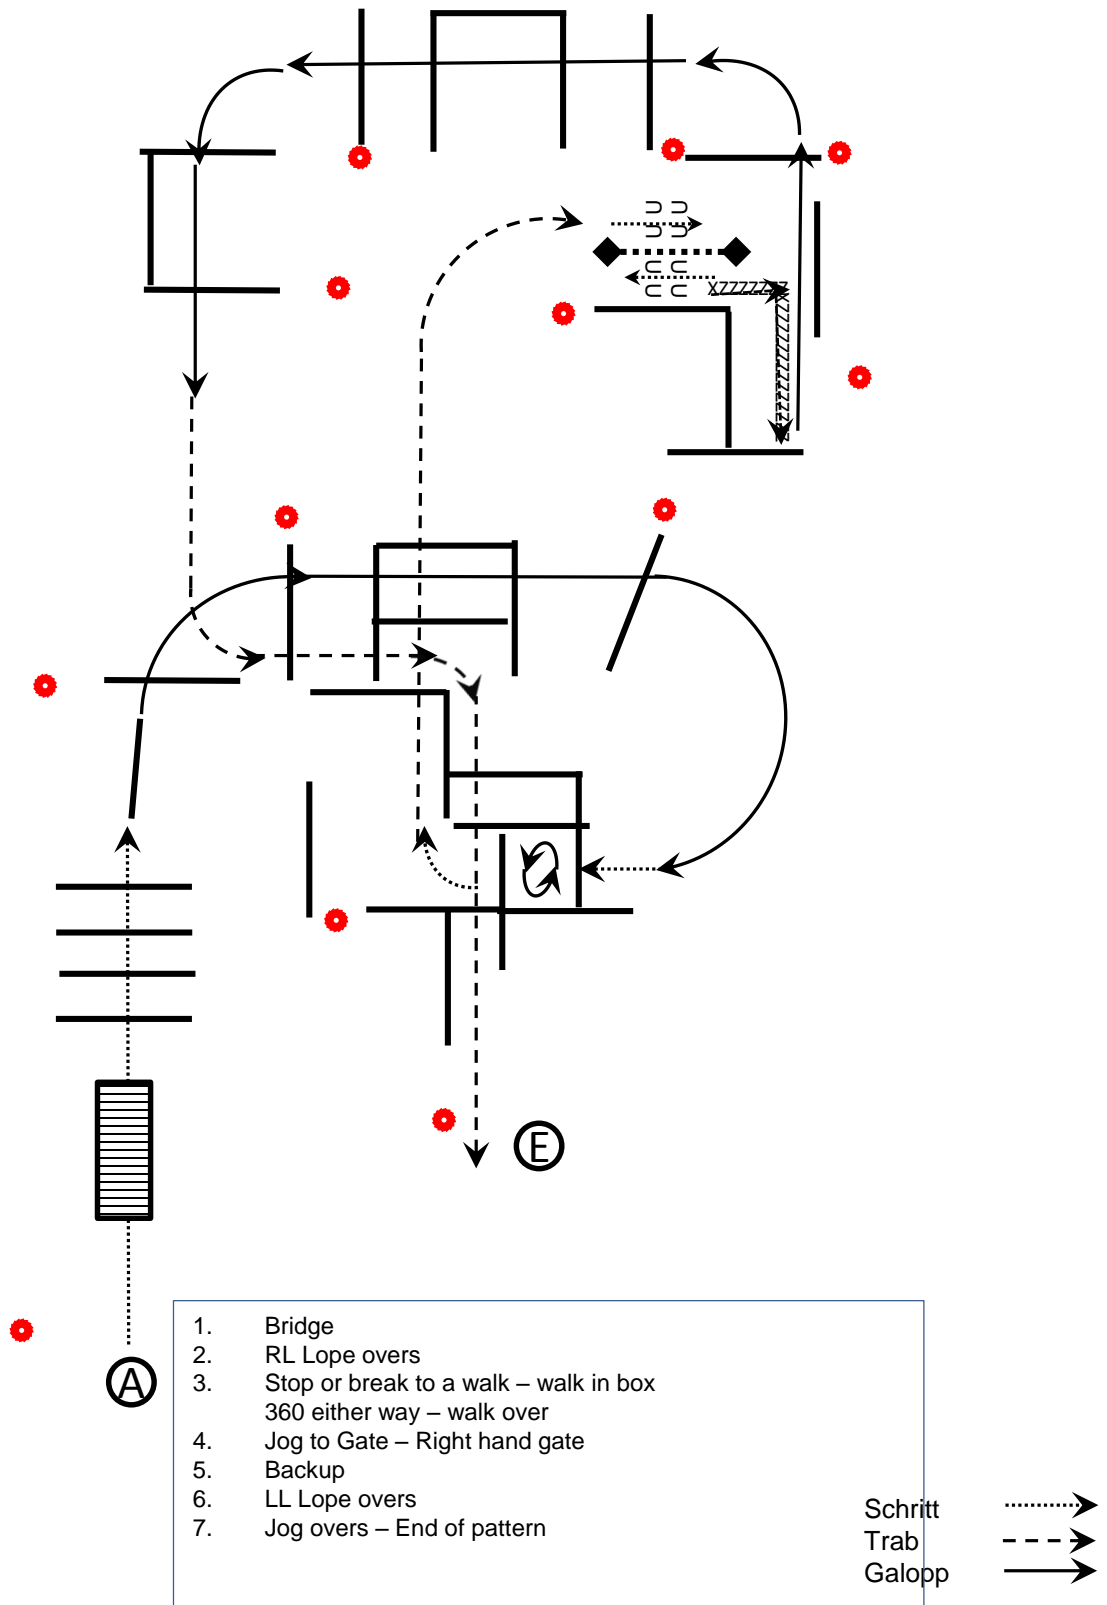 E
A
1. Bridge
2. RL Lope overs
3. Stop or break to a walk – walk in box
360 either way – walk over
4. Jog to Gate – Right hand gate
5. Backup
6. LL Lope overs
7. Jog overs – End of pattern
Schritt
Trab
Galopp